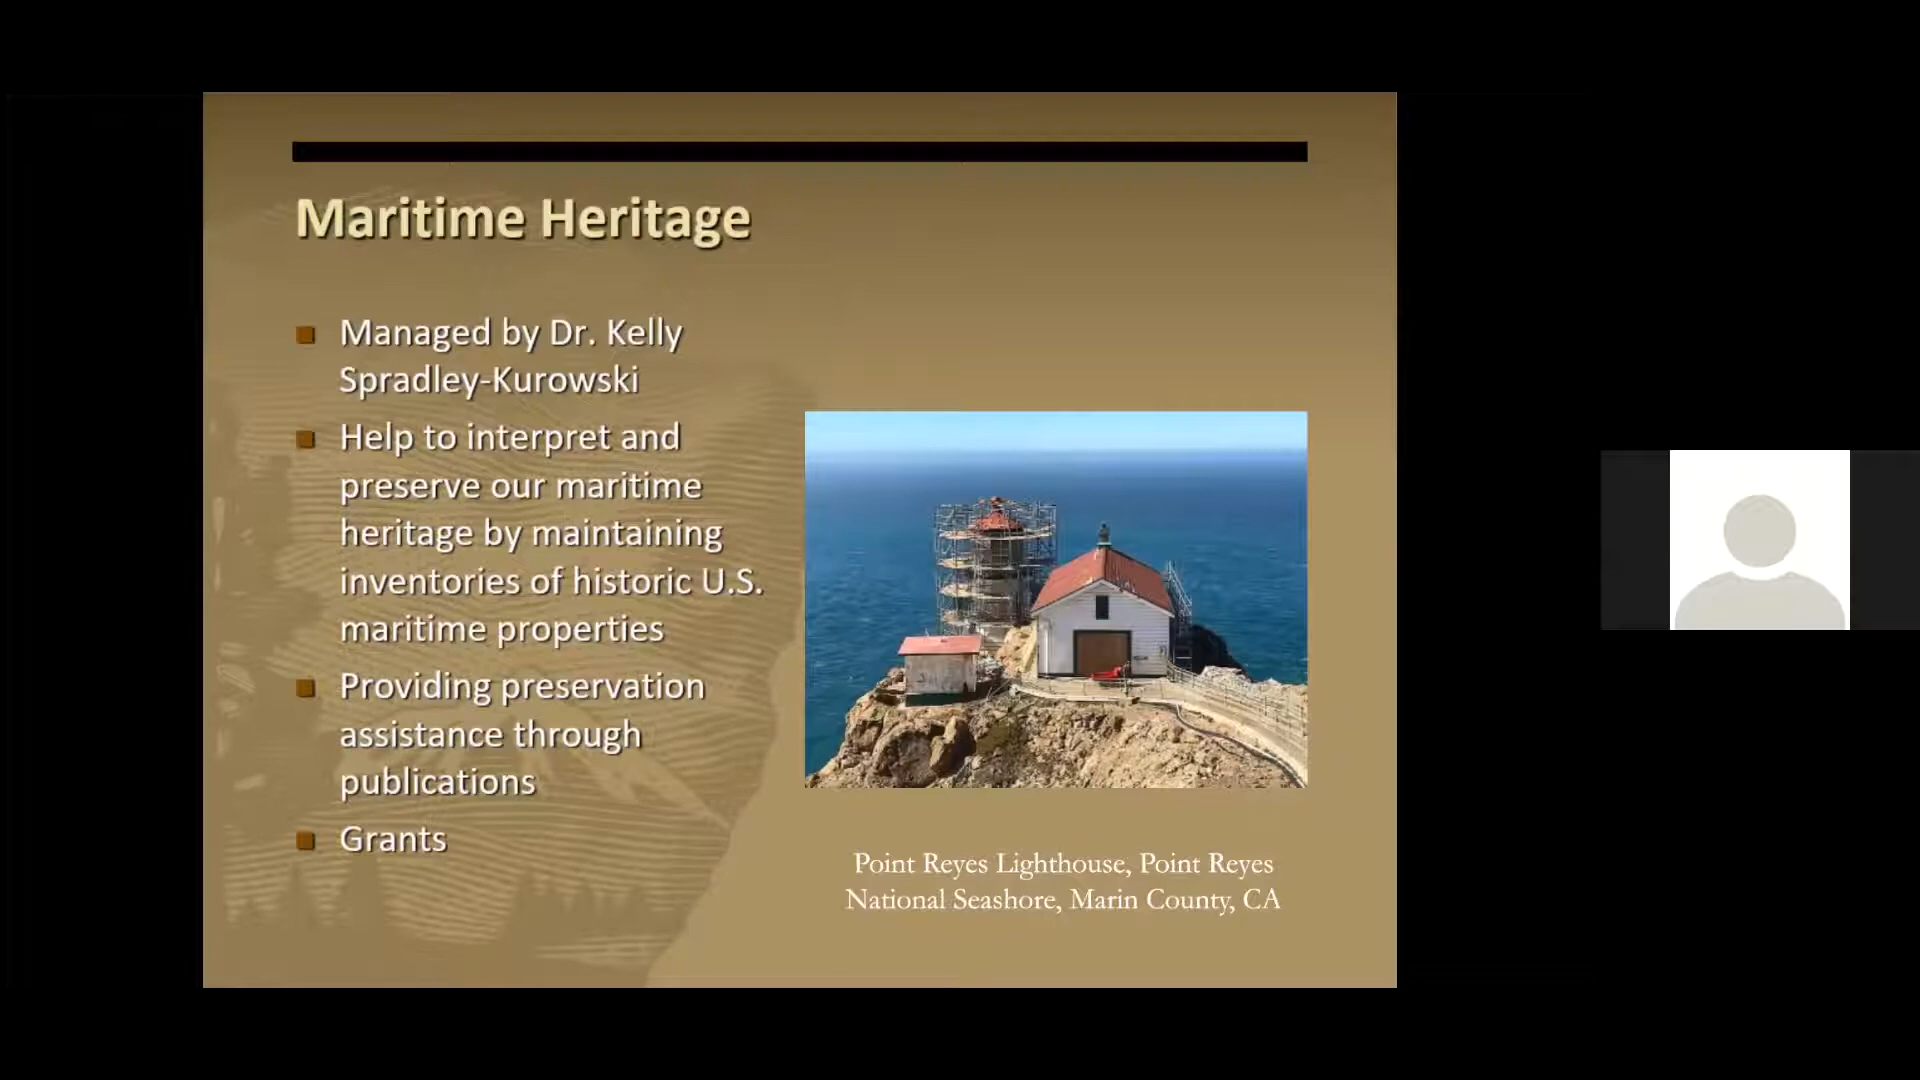 Maritime Heritage
Managed by Dr. Kelly
Spradley-Kurowski
Help to interpret and
preserve our maritime
heritage by maintaining
inventories of historic U.S.
maritime properties
Providing preservation
assistance through
publications
Grants
Point Reyes Lighthouse, Point Reyes
National Seashore, Marin County, CA